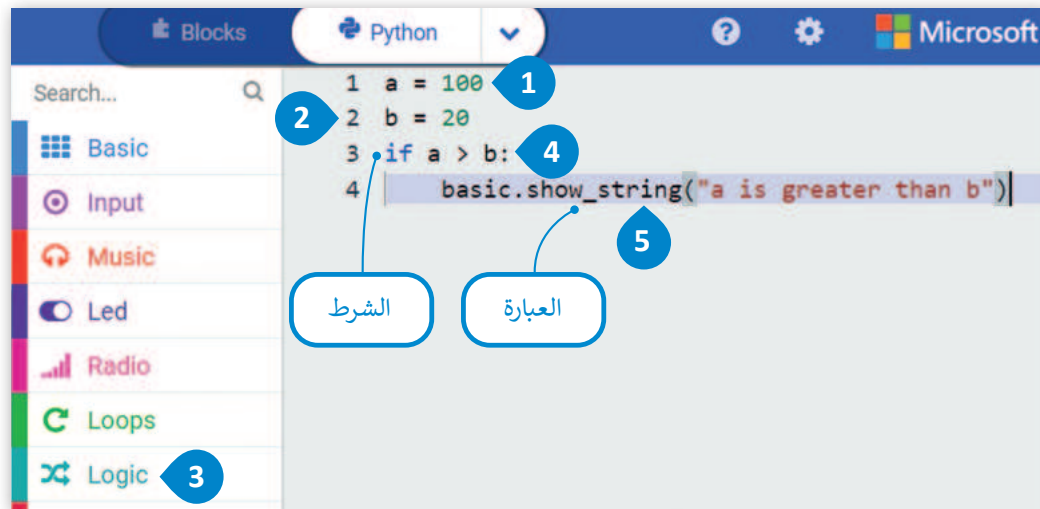 Blocks
Python
Microsoft
Search...
Basic
Input
Music
Led
Radio
Loops
Logic
3
1 a = 100
1
2
2 b = 20
3 if a > b:
4
4 basic.show_string("a is greater than b")
5
الشرط
العبارة